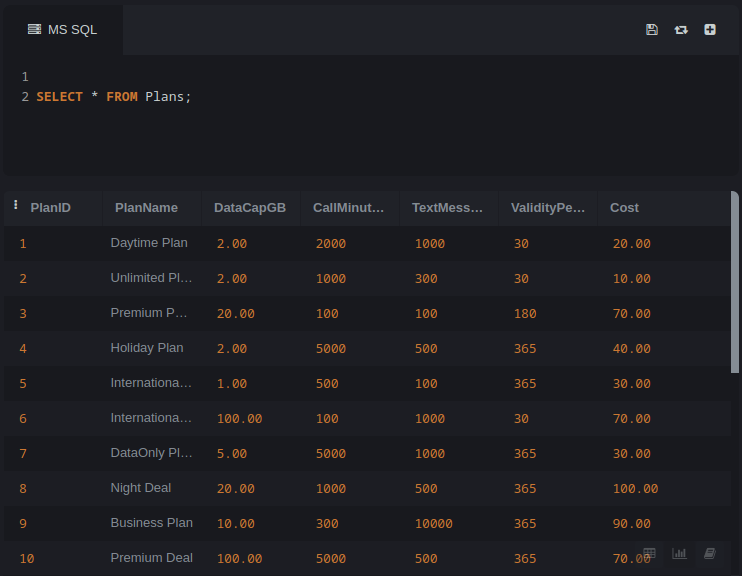 MS SQL
1
2 SELECT * FROM Plans;
PlanID PlanName DataCapGB CallMinut... TextMess... ValidityPe... Cost
1 Daytime Plan 2.00 2000 1000 30 20.00
2 Unlimited Pl... 2.00 1000 300 30 10.00
3 Premium P... 20.00 100 100 180 70.00
4 Holiday Plan 2.00 5000 500 365 40.00
5 Internationa... 1.00 500 100 365 30.00
6 Internationa... 100.00 100 1000 30 70.00
7 DataOnly Pl... 5.00 5000 1000 365 30.00
8 Night Deal 20.00 1000 500 365 100.00
9 Business Plan 10.00 300 10000 365 90.00
10 Premium Deal 100.00 5000 500 365 70.00